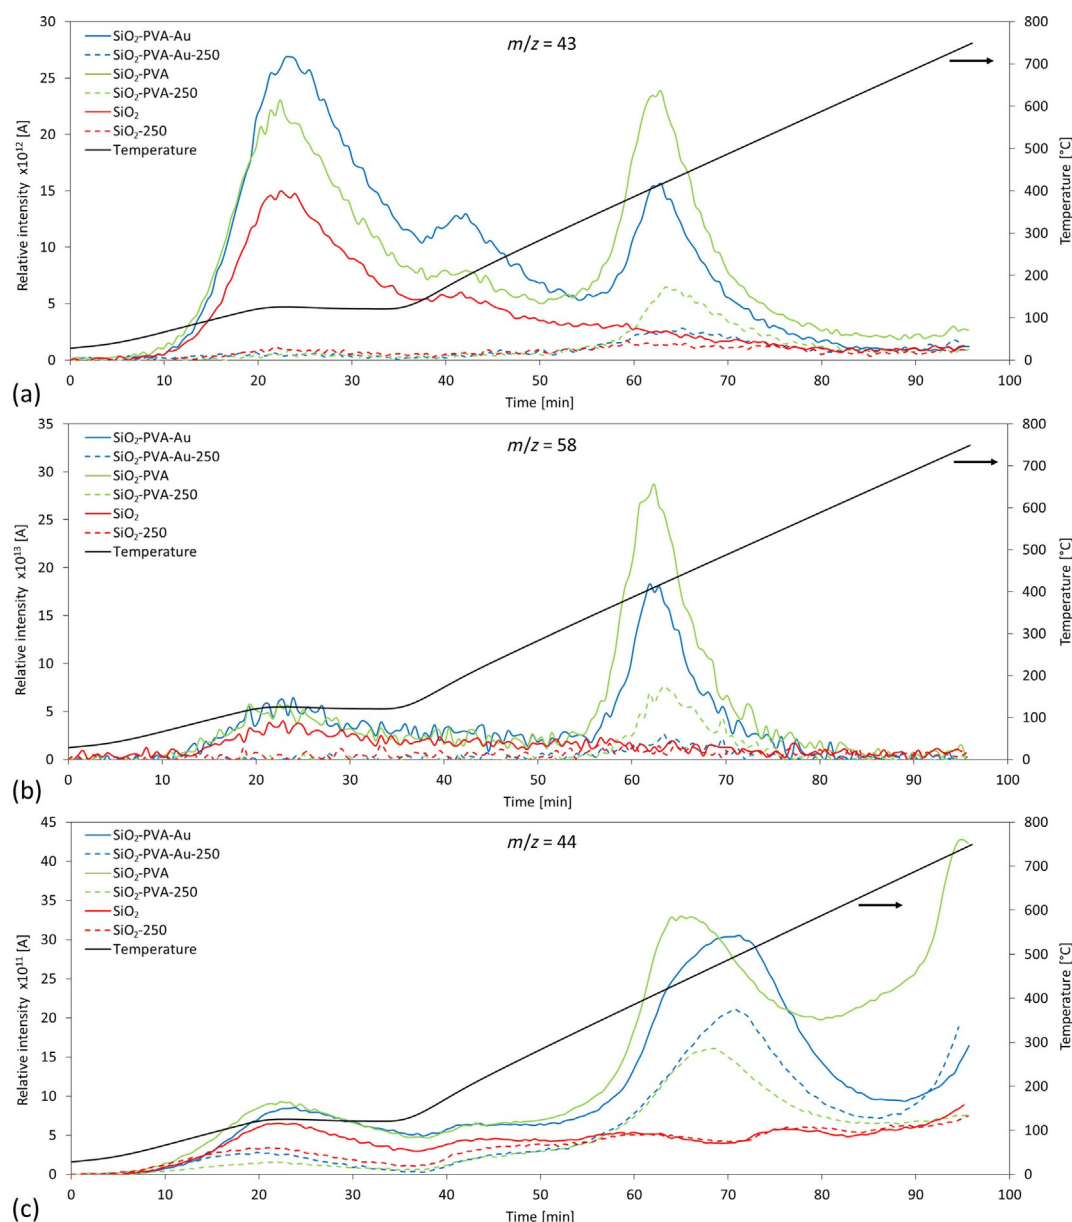 m/z = 43
SiO2-PVA-Au
SiO2-PVA-Au-250
SiO2-PVA
SiO2-PVA-250
SiO2
SiO2-250
Temperature
Relative intensity x10^12 [A]
30
25
20
15
10
5
0
800
700
600
500
400
300
200
100
0
Temperature [°C]
0 10 20 30 40 50 60 70 80 90 100
Time [min]
(a)
m/z = 58
SiO2-PVA-Au
SiO2-PVA-Au-250
SiO2-PVA
SiO2-PVA-250
SiO2
SiO2-250
Temperature
Relative intensity x10^13 [A]
35
30
25
20
15
10
5
0
800
700
600
500
400
300
200
100
0
Temperature [°C]
0 10 20 30 40 50 60 70 80 90 100
Time [min]
(b)
m/z = 44
SiO2-PVA-Au
SiO2-PVA-Au-250
SiO2-PVA
SiO2-PVA-250
SiO2
SiO2-250
Temperature
Relative intensity x10^11 [A]
45
40
35
30
25
20
15
10
5
0
800
700
600
500
400
300
200
100
0
Temperature [°C]
0 10 20 30 40 50 60 70 80 90 100
Time [min]
(c)